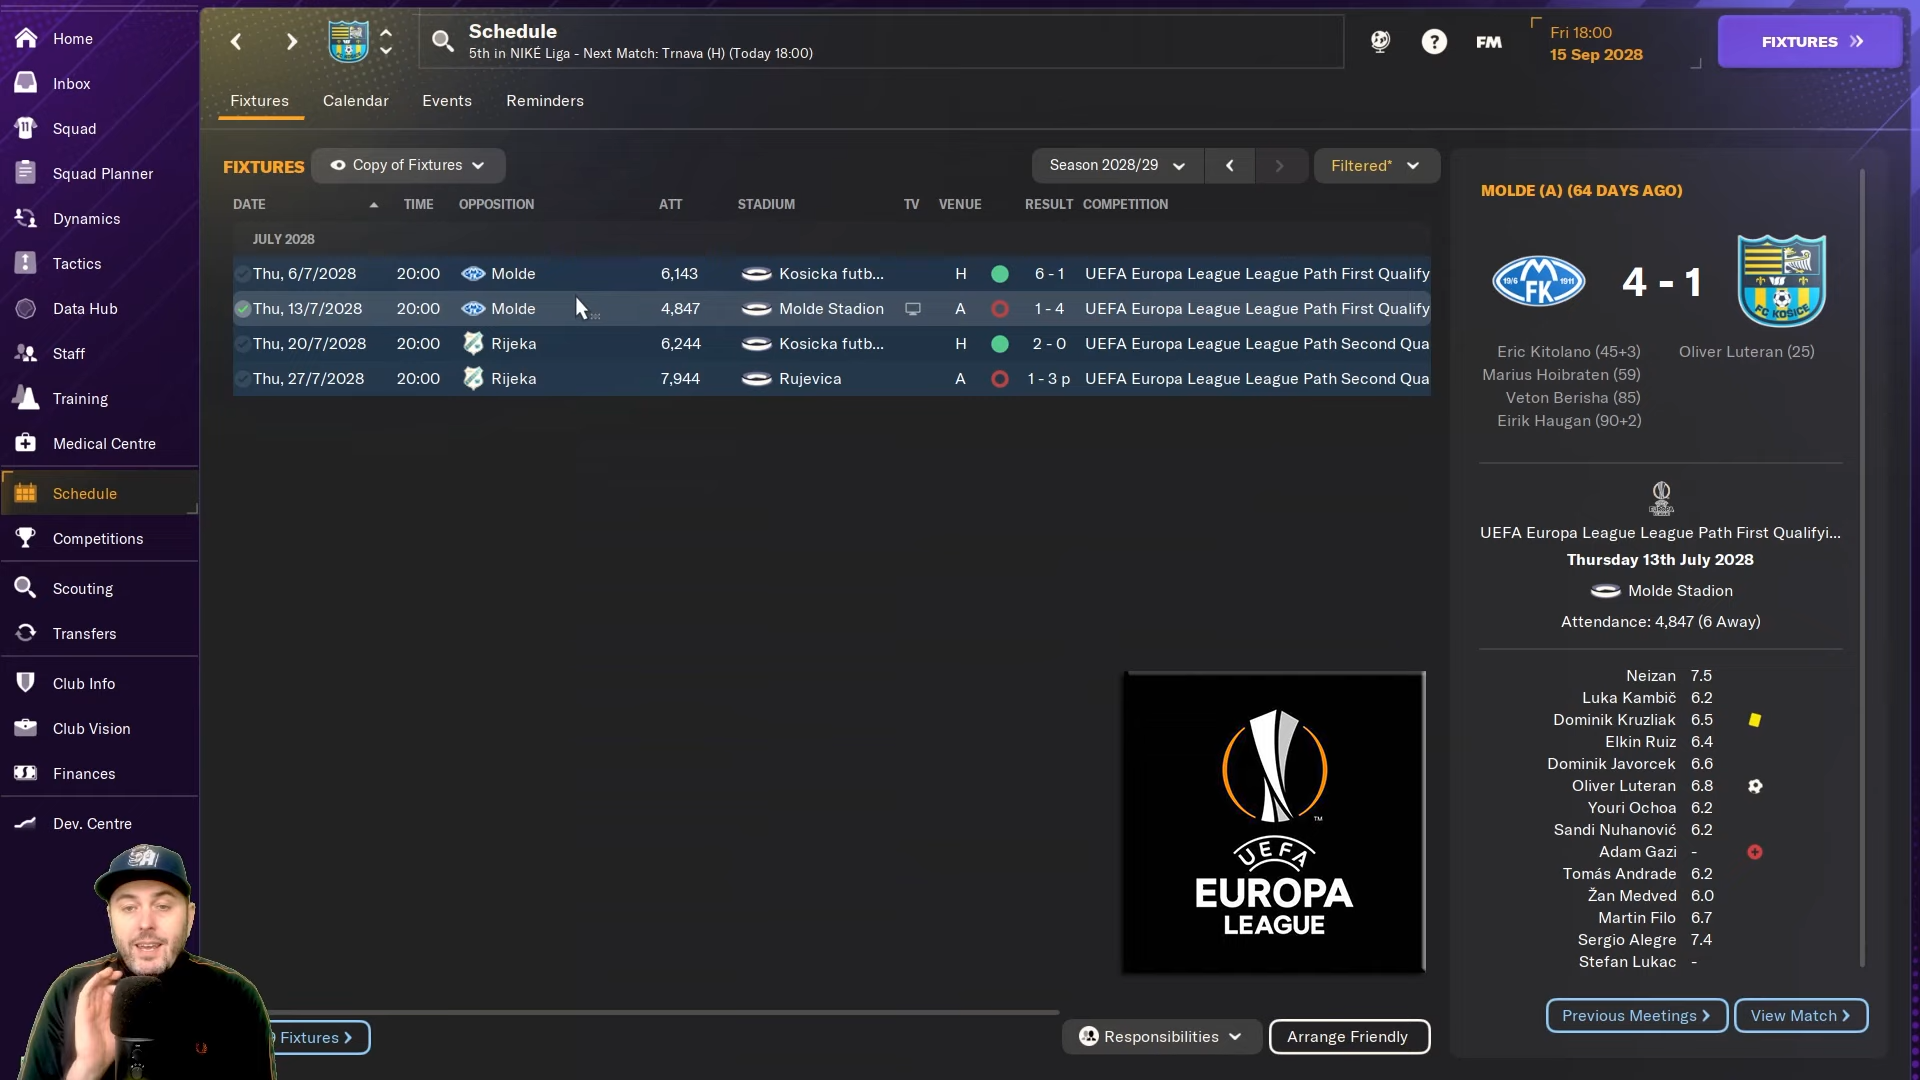 Home
Inbox
Squad
Squad Planner
Dynamics
Tactics
Data Hub
Staff
Training
Medical Centre
Schedule
Competitions
Scouting
Transfers
Club Info
Club Vision
Finances
Dev. Centre
Schedule
5th in NIKÉ Liga - Next Match: Trnava (H) (Today 18:00)
FM
Fri 18:00
15 Sep 2028
FIXTURES
Fixtures Calendar Events Reminders
FIXTURES Copy of Fixtures Season 2028/29 Filtered*
DATE TIME OPPOSITION ATT STADIUM TV VENUE RESULT COMPETITION
JULY 2028
Thu, 6/7/2028 20:00 Molde 6,143 Kosicka futb... H 6 - 1 UEFA Europa League League Path First Qualify
Thu, 13/7/2028 20:00 Molde 4,847 Molde Stadion A 1 - 4 UEFA Europa League League Path First Qualify
Thu, 20/7/2028 20:00 Rijeka 6,244 Kosicka futb... H 2 - 0 UEFA Europa League League Path Second Qua
Thu, 27/7/2028 20:00 Rijeka 7,944 Rujevica A 1 - 3 p UEFA Europa League League Path Second Qua
UEFA
EUROPA
LEAGUE
Fixtures
Responsibilities
Arrange Friendly
MOLDE (A) (64 DAYS AGO)
4 - 1
FC KOŠICE
Eric Kitolano (45+3) Oliver Luteran (25)
Marius Hoibraten (59)
Veton Berisha (85)
Eirik Haugan (90+2)
UEFA Europa League League Path First Qualifyi...
Thursday 13th July 2028
Molde Stadion
Attendance: 4,847 (6 Away)
Neizan 7.5
Luka Kambič 6.2
Dominik Kruzliak 6.5
Elkin Ruiz 6.4
Dominik Javorcek 6.6
Oliver Luteran 6.8
Youri Ochoa 6.2
Sandi Nuhanović 6.2
Adam Gazi -
Tomás Andrade 6.2
Žan Medved 6.0
Martin Filo 6.7
Sergio Alegre 7.4
Stefan Lukac -
Previous Meetings
View Match